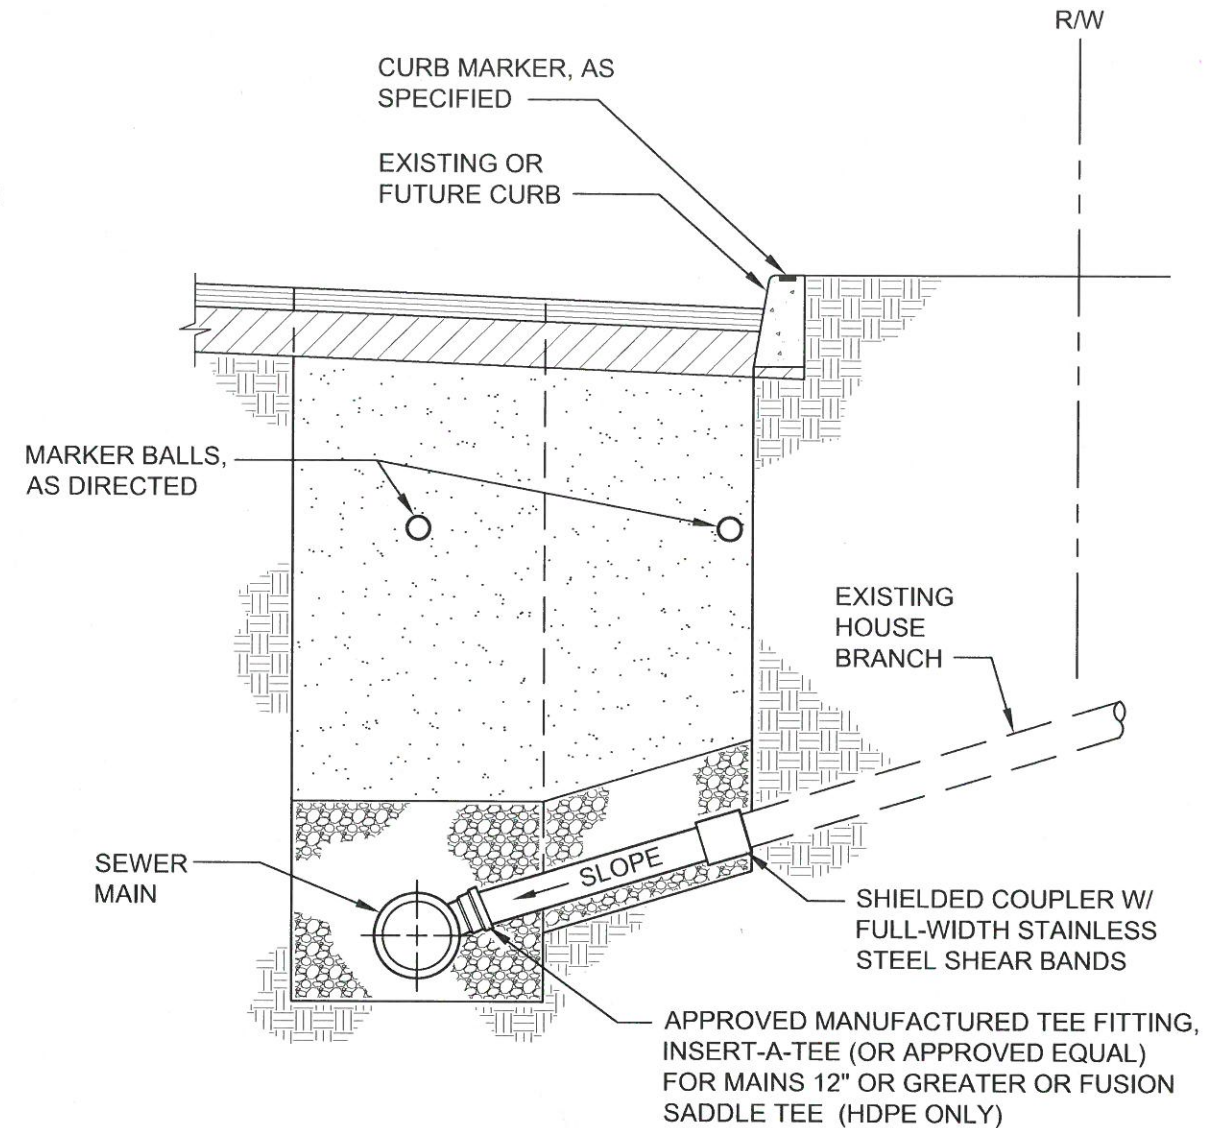 R/W
CURB MARKER, AS
SPECIFIED
EXISTING OR
FUTURE CURB
MARKER BALLS,
AS DIRECTED
EXISTING
HOUSE
BRANCH
SLOPE
SEWER
MAIN
SHIELDED COUPLER W/
FULL-WIDTH STAINLESS
STEEL SHEAR BANDS
APPROVED MANUFACTURED TEE FITTING,
INSERT-A-TEE (OR APPROVED EQUAL)
FOR MAINS 12" OR GREATER OR FUSION
SADDLE TEE (HDPE ONLY)